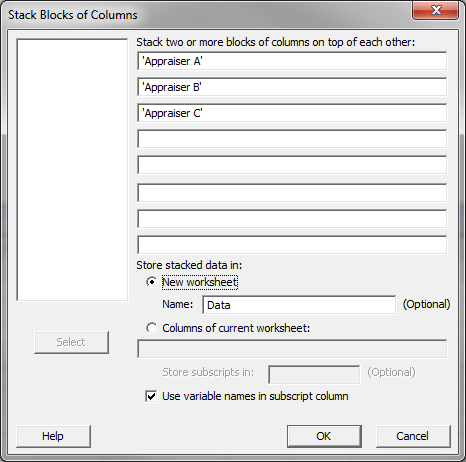 Stack Blocks of Columns
Stack two or more blocks of columns on top of each other:
'Appraiser A'
'Appraiser B'
'Appraiser C'
Store stacked data in:
New worksheet
Name: Data (Optional)
Select
Columns of current worksheet:
Store subscripts in: (Optional)
Use variable names in subscript column
Help OK Cancel